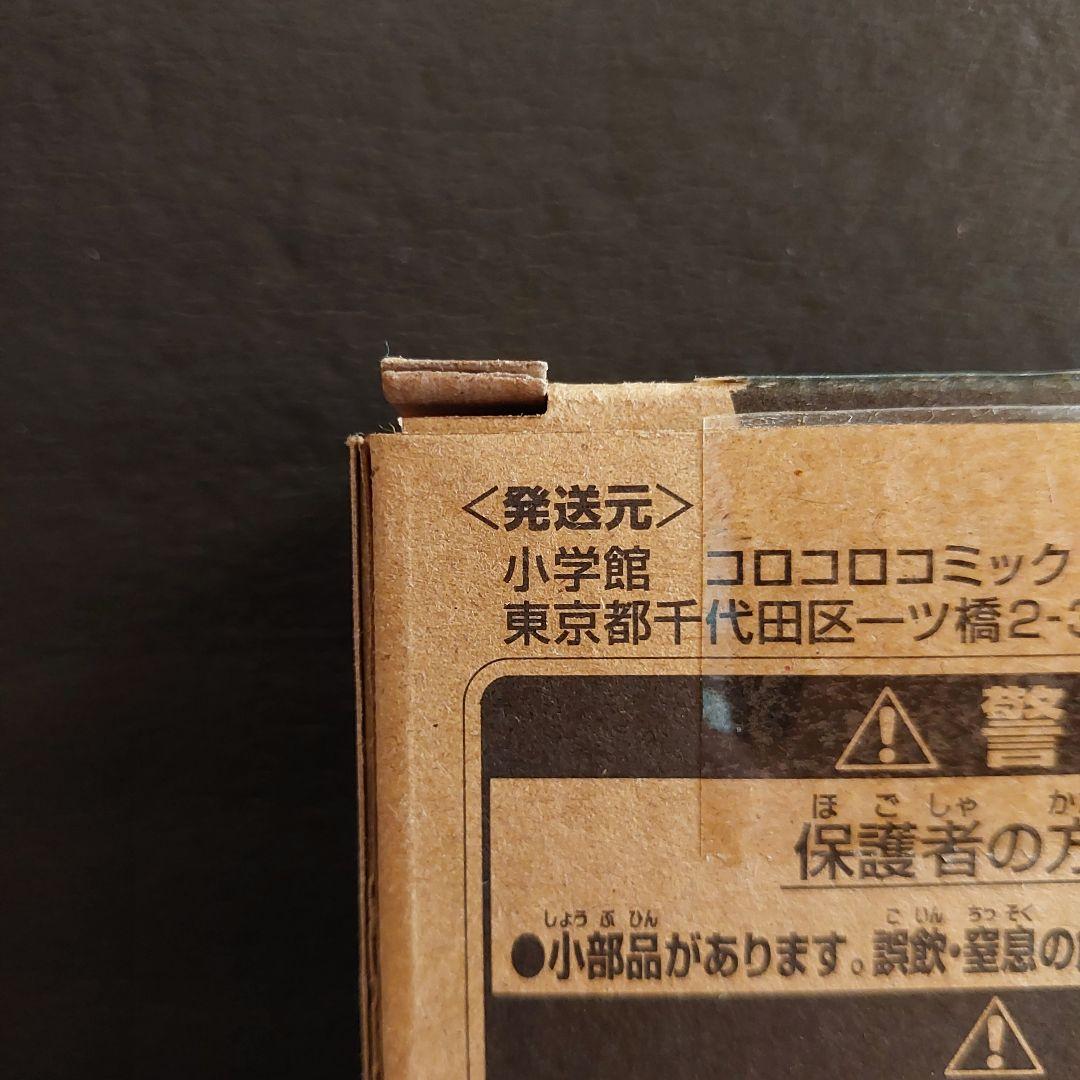 <発送元>
小学館 コロコロコミック
東京都千代田区一ツ橋2-3
⚠ 警
ほ ご しゃ
保護者の方
しょう ぶ ひん ご いん ちっ そく
●小部品があります。誤飲・窒息の